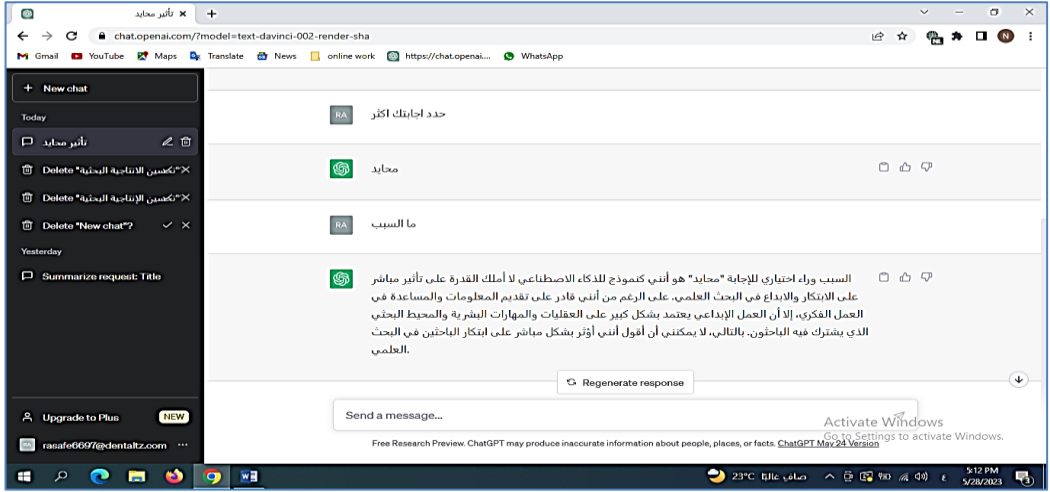 تأثير محايد
chat.openai.com/?model=text-davinci-002-render-sha
N
Gmail YouTube Maps Translate News online work https://chat.openai.... WhatsApp
+ New chat
Today
تأثير محايد
Delete "تحسين الانتاجية البحثية"
Delete "تحسين الإنتاجية البحثية"
Delete "New chat"?
Yesterday
Summarize request: Title
Upgrade to Plus NEW
rasafe6697@dentaltz.com
RA
حدد اجابتك اكثر
محايد
RA
ما السبب
السبب وراء اختياري للإجابة "محايد" هو أنني كنموذج للذكاء الاصطناعي لا أملك القدرة على تأثير مباشر
على الابتكار والابداع في البحث العلمي. على الرغم من أنني قادر على تقديم المعلومات والمساعدة في
العمل الفكري، إلا أن العمل الإبداعي يعتمد بشكل كبير على العقليات والمهارات البشرية والمحيط البحثي
الذي يشترك فيه الباحثون. بالتالي، لا يمكنني أن أقول أنني أؤثر بشكل مباشر على ابتكار الباحثين في البحث
العلمي.
Regenerate response
Send a message...
Free Research Preview. ChatGPT may produce inaccurate information about people, places, or facts. ChatGPT May 24 Version
Activate Windows
Go to Settings to activate Windows.
23°C صافي غالبًا
ع
5:12 PM
5/28/2023